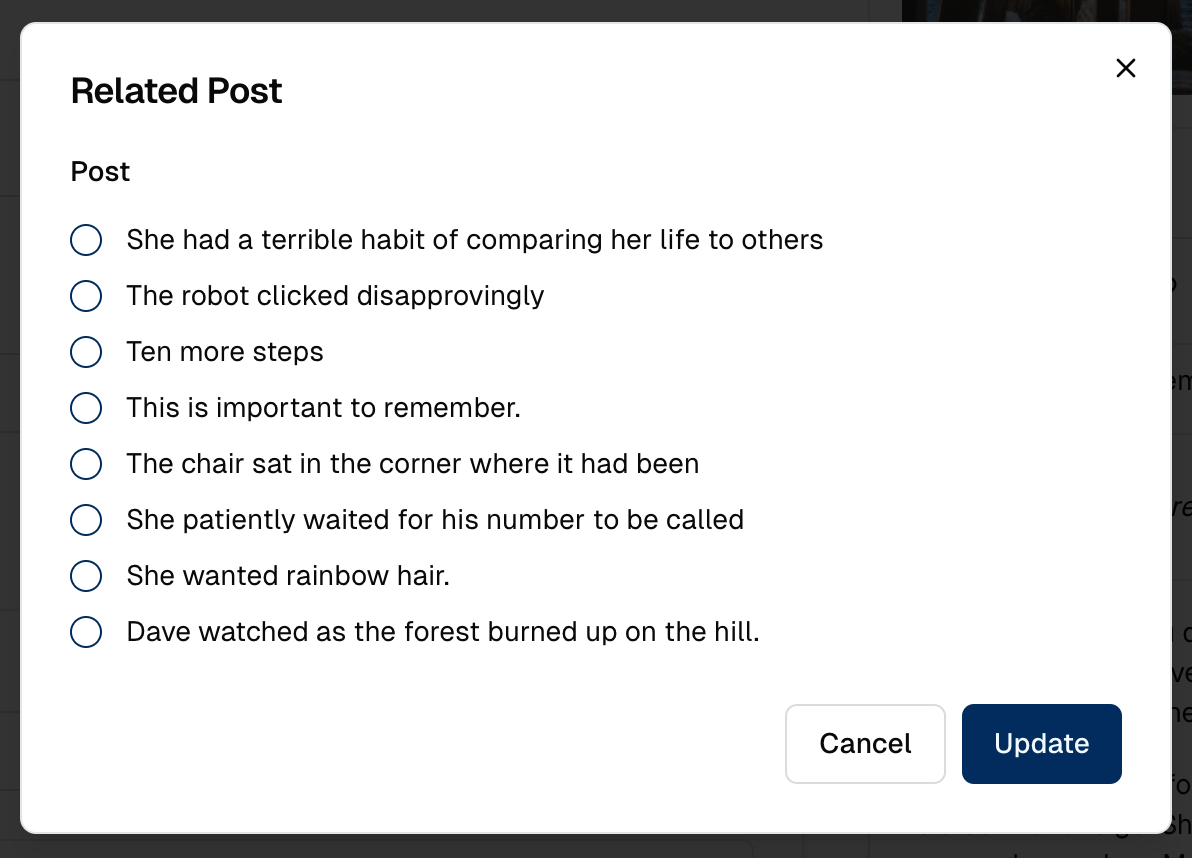 Related Post
Post
She had a terrible habit of comparing her life to others
The robot clicked disapprovingly
Ten more steps
This is important to remember.
The chair sat in the corner where it had been
She patiently waited for his number to be called
She wanted rainbow hair.
Dave watched as the forest burned up on the hill.
Cancel
Update